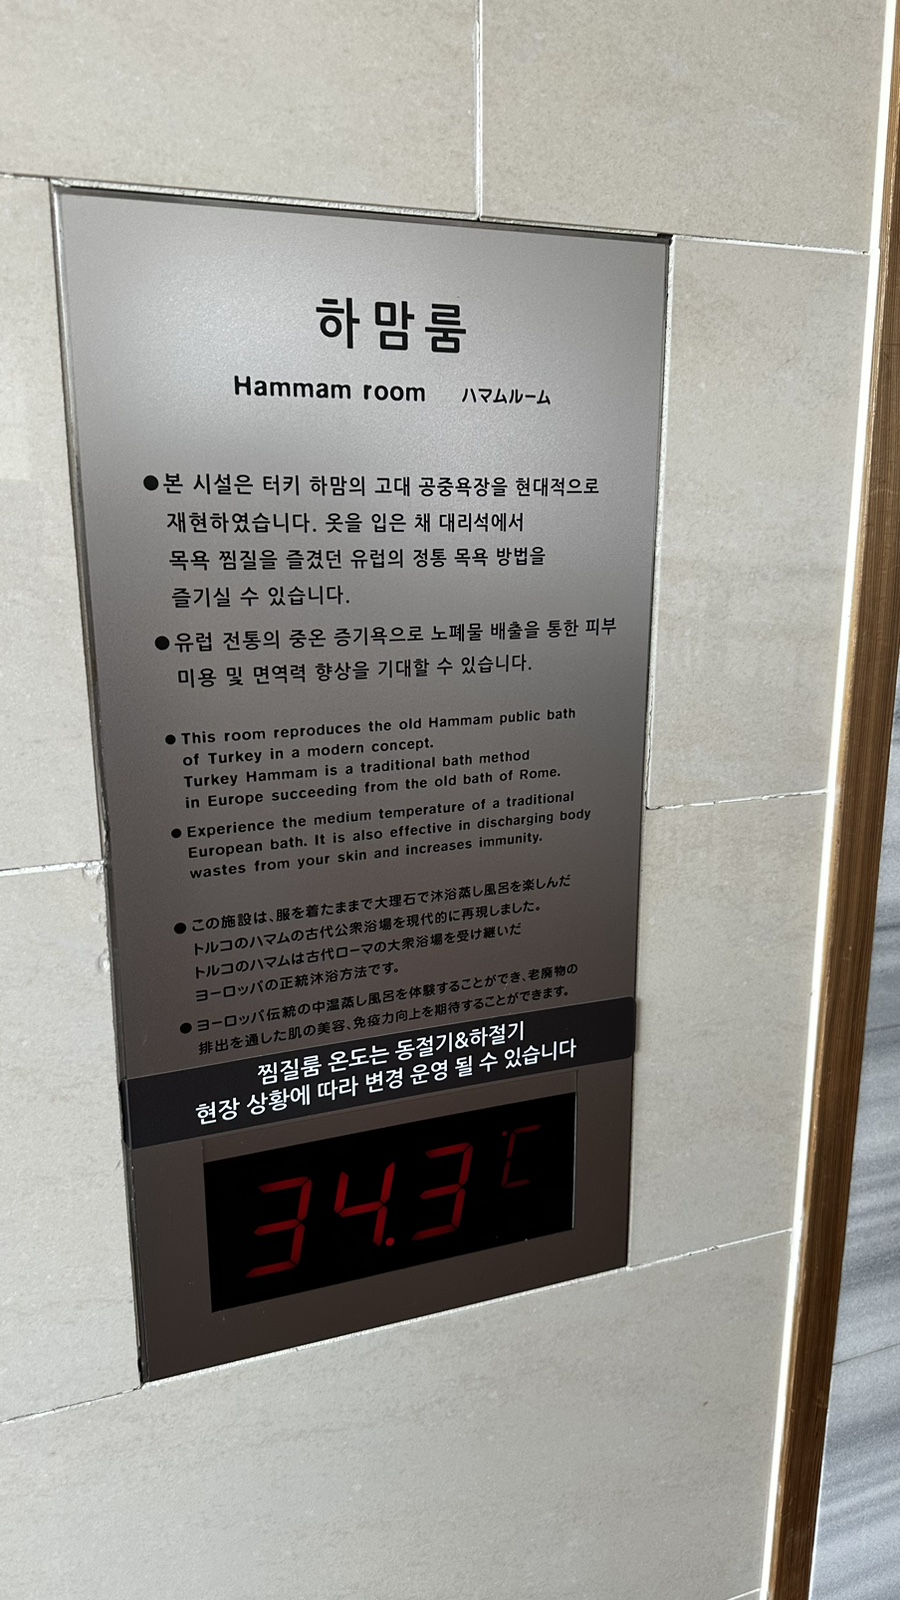 하맘룸
Hammam room ハマムルーム
●본 시설은 터키 하맘의 고대 공중욕장을 현대적으로
재현하였습니다. 옷을 입은 채 대리석에서
목욕 찜질을 즐겼던 유럽의 정통 목욕 방법을
즐기실 수 있습니다.
●유럽 전통의 중온 증기욕으로 노폐물 배출을 통한 피부
미용 및 면역력 향상을 기대할 수 있습니다.
● This room reproduces the old Hammam public bath
of Turkey in a modern concept.
Turkey Hammam is a traditional bath method
in Europe succeeding from the old bath of Rome.
● Experience the medium temperature of a traditional
European bath. It is also effective in discharging body
wastes from your skin and increases immunity.
● この施設は、服を着たままで大理石で沐浴蒸し風呂を楽しんだ
トルコのハマムの古代公衆浴場を現代的に再現しました。
トルコのハマムは古代ローマの大衆浴場を受け継いだ
ヨーロッパの正統沐浴方法です。
● ヨーロッパ伝統の中温蒸し風呂を体験することができ、老廃物の
排出を通した肌の美容、免疫力向上を期待することができます。
찜질룸 온도는 동절기&하절기
현장 상황에 따라 변경 운영 될 수 있습니다
34.3 ℃